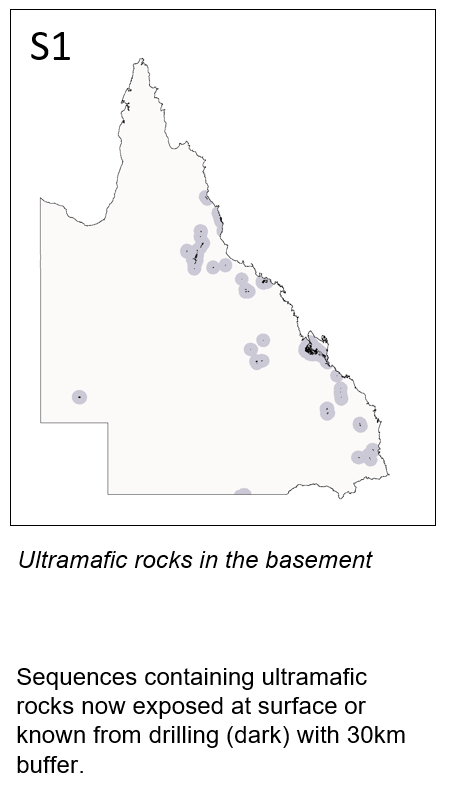 S1
Ultramafic rocks in the basement
Sequences containing ultramafic
rocks now exposed at surface or
known from drilling (dark) with 30km
buffer.